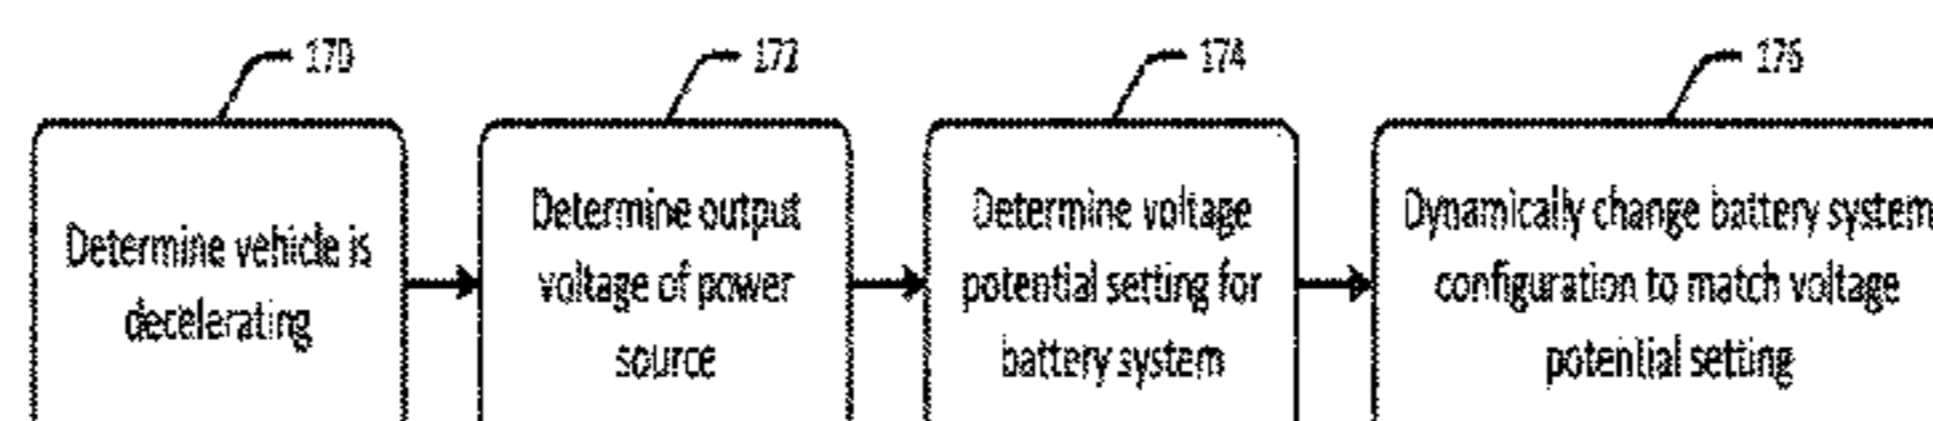 170
172
174
176
Determine vehicle is
decelerating
Determine output
voltage of power
source
Determine voltage
potential setting for
battery system
Dynamically change battery system
configuration to match voltage
potential setting